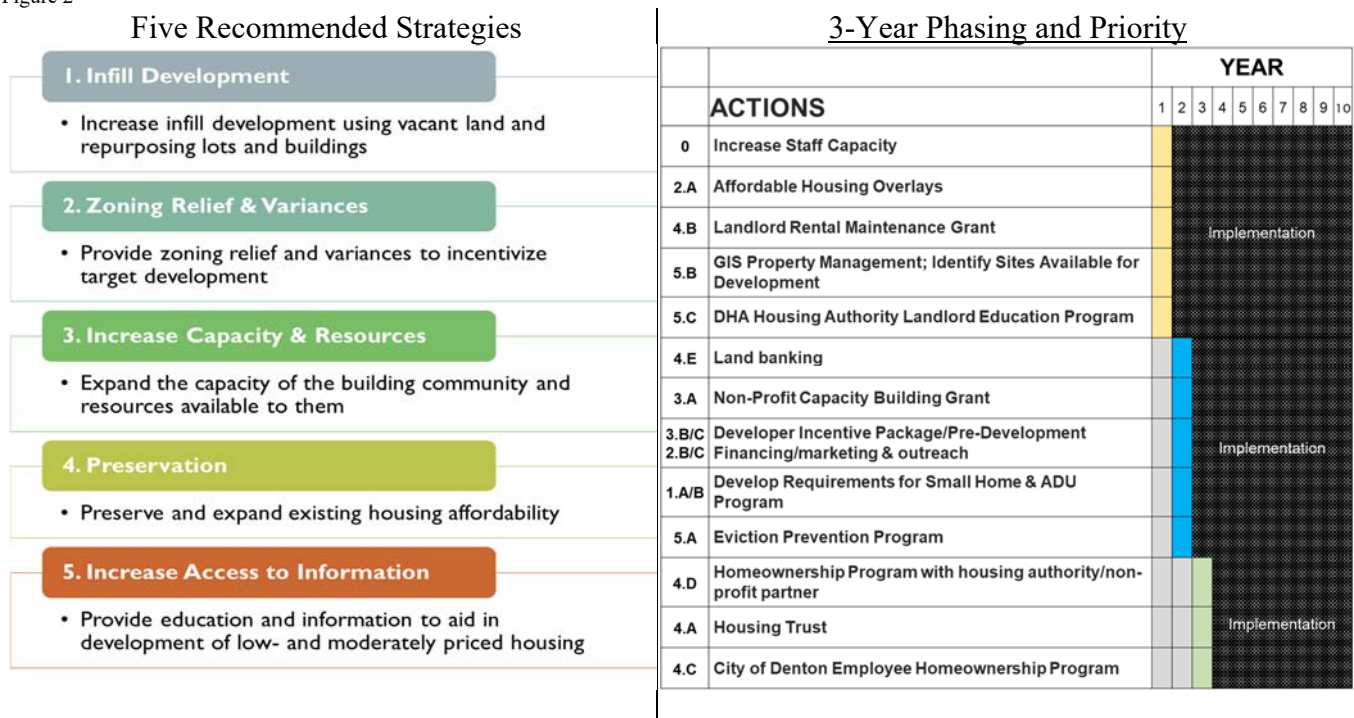 Figure 2
Five Recommended Strategies
1. Infill Development
• Increase infill development using vacant land and
repurposing lots and buildings
2. Zoning Relief & Variances
• Provide zoning relief and variances to incentivize
target development
3. Increase Capacity & Resources
• Expand the capacity of the building community and
resources available to them
4. Preservation
• Preserve and expand existing housing affordability
5. Increase Access to Information
• Provide education and information to aid in
development of low- and moderately priced housing
3-Year Phasing and Priority
YEAR
ACTIONS 1 2 3 4 5 6 7 8 9 10
0 Increase Staff Capacity
2.A Affordable Housing Overlays
4.B Landlord Rental Maintenance Grant
Implementation
5.B GIS Property Management; Identify Sites Available for
Development
5.C DHA Housing Authority Landlord Education Program
4.E Land banking
3.A Non-Profit Capacity Building Grant
3.B/C Developer Incentive Package/Pre-Development
2.B/C Financing/marketing & outreach
Implementation
1.A/B Develop Requirements for Small Home & ADU
Program
5.A Eviction Prevention Program
4.D Homeownership Program with housing authority/non-
profit partner
4.A Housing Trust
Implementation
4.C City of Denton Employee Homeownership Program